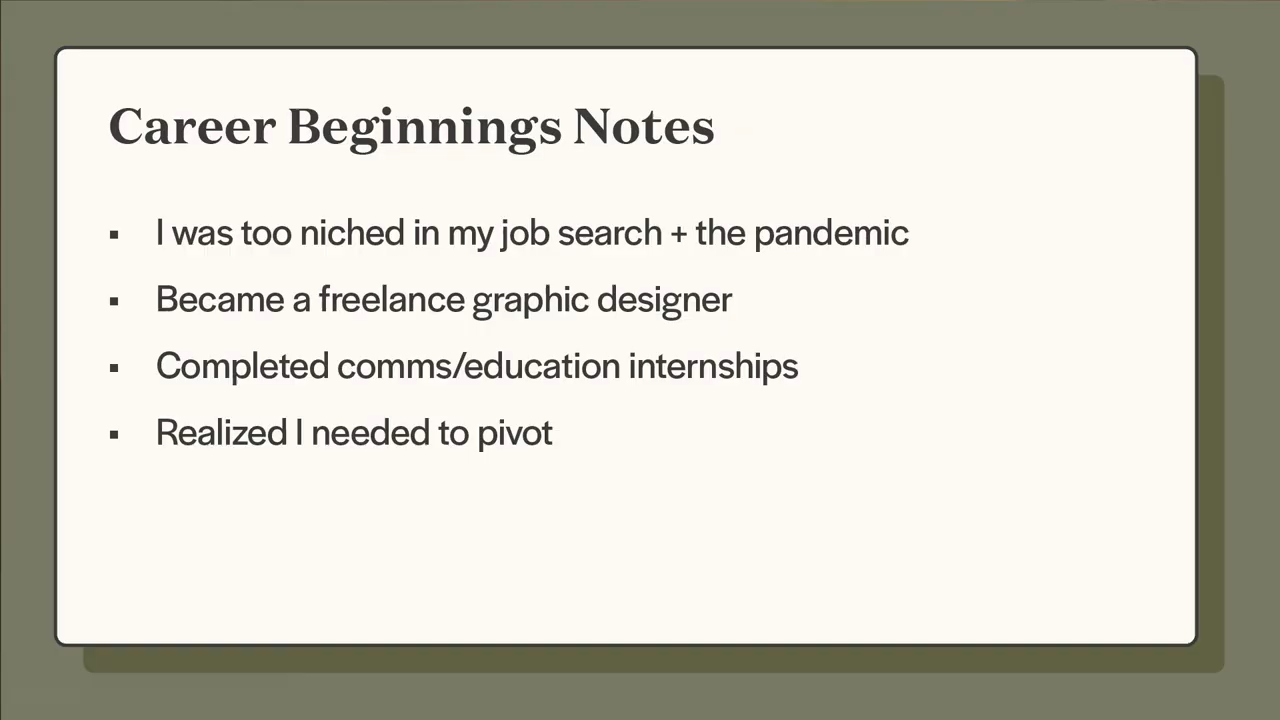 Career Beginnings Notes
▪ I was too niched in my job search + the pandemic
▪ Became a freelance graphic designer
▪ Completed comms/education internships
▪ Realized I needed to pivot